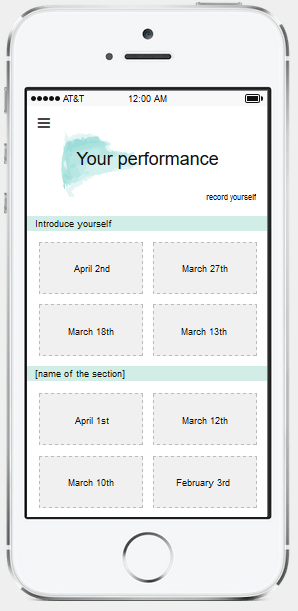 AT&T 12:00 AM
Your performance
record yourself
Introduce yourself
April 2nd March 27th
March 18th March 13th
[name of the section]
April 1st March 12th
March 10th February 3rd